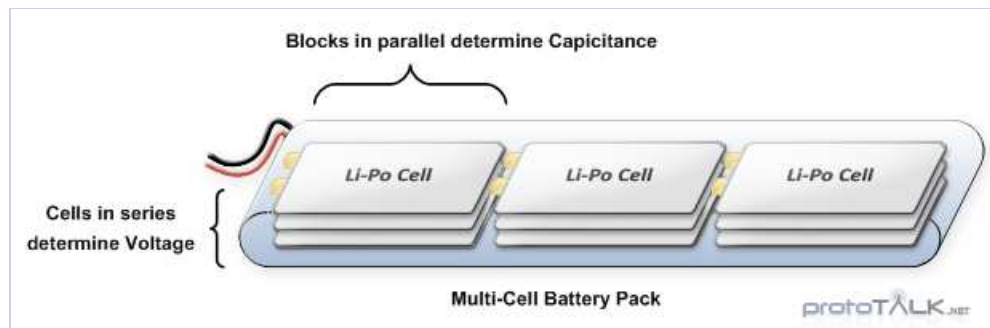 Blocks in parallel determine Capicitance
Li-Po Cell
Li-Po Cell
Li-Po Cell
Cells in series
determine Voltage
Multi-Cell Battery Pack
protoTALK.NET